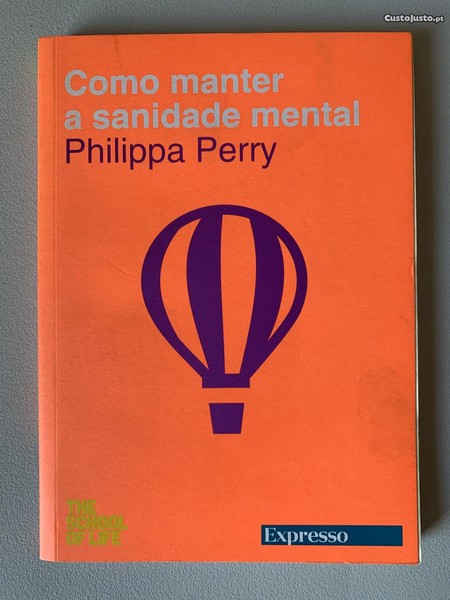 CustoJusto.pt
Como manter
a sanidade mental
Philippa Perry
THE
SCHOOL
OF LIFE
Expresso